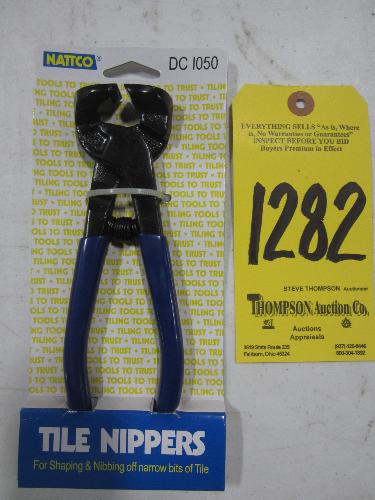 NATTCO®
DC 1050
TILING TOOLS TO TRUST
TILE NIPPERS
For Shaping & Nibbing off narrow bits of Tile
EVERYTHING SELLS "As is, Where
is, No Warranties or Guarantees"
INSPECT BEFORE YOU BID
Buyers Premium in Effect
1282
STEVE THOMPSON Auctioneer
THOMPSON Auction Co.
Auctions
Appraisals
Fairborn, Ohio 45324